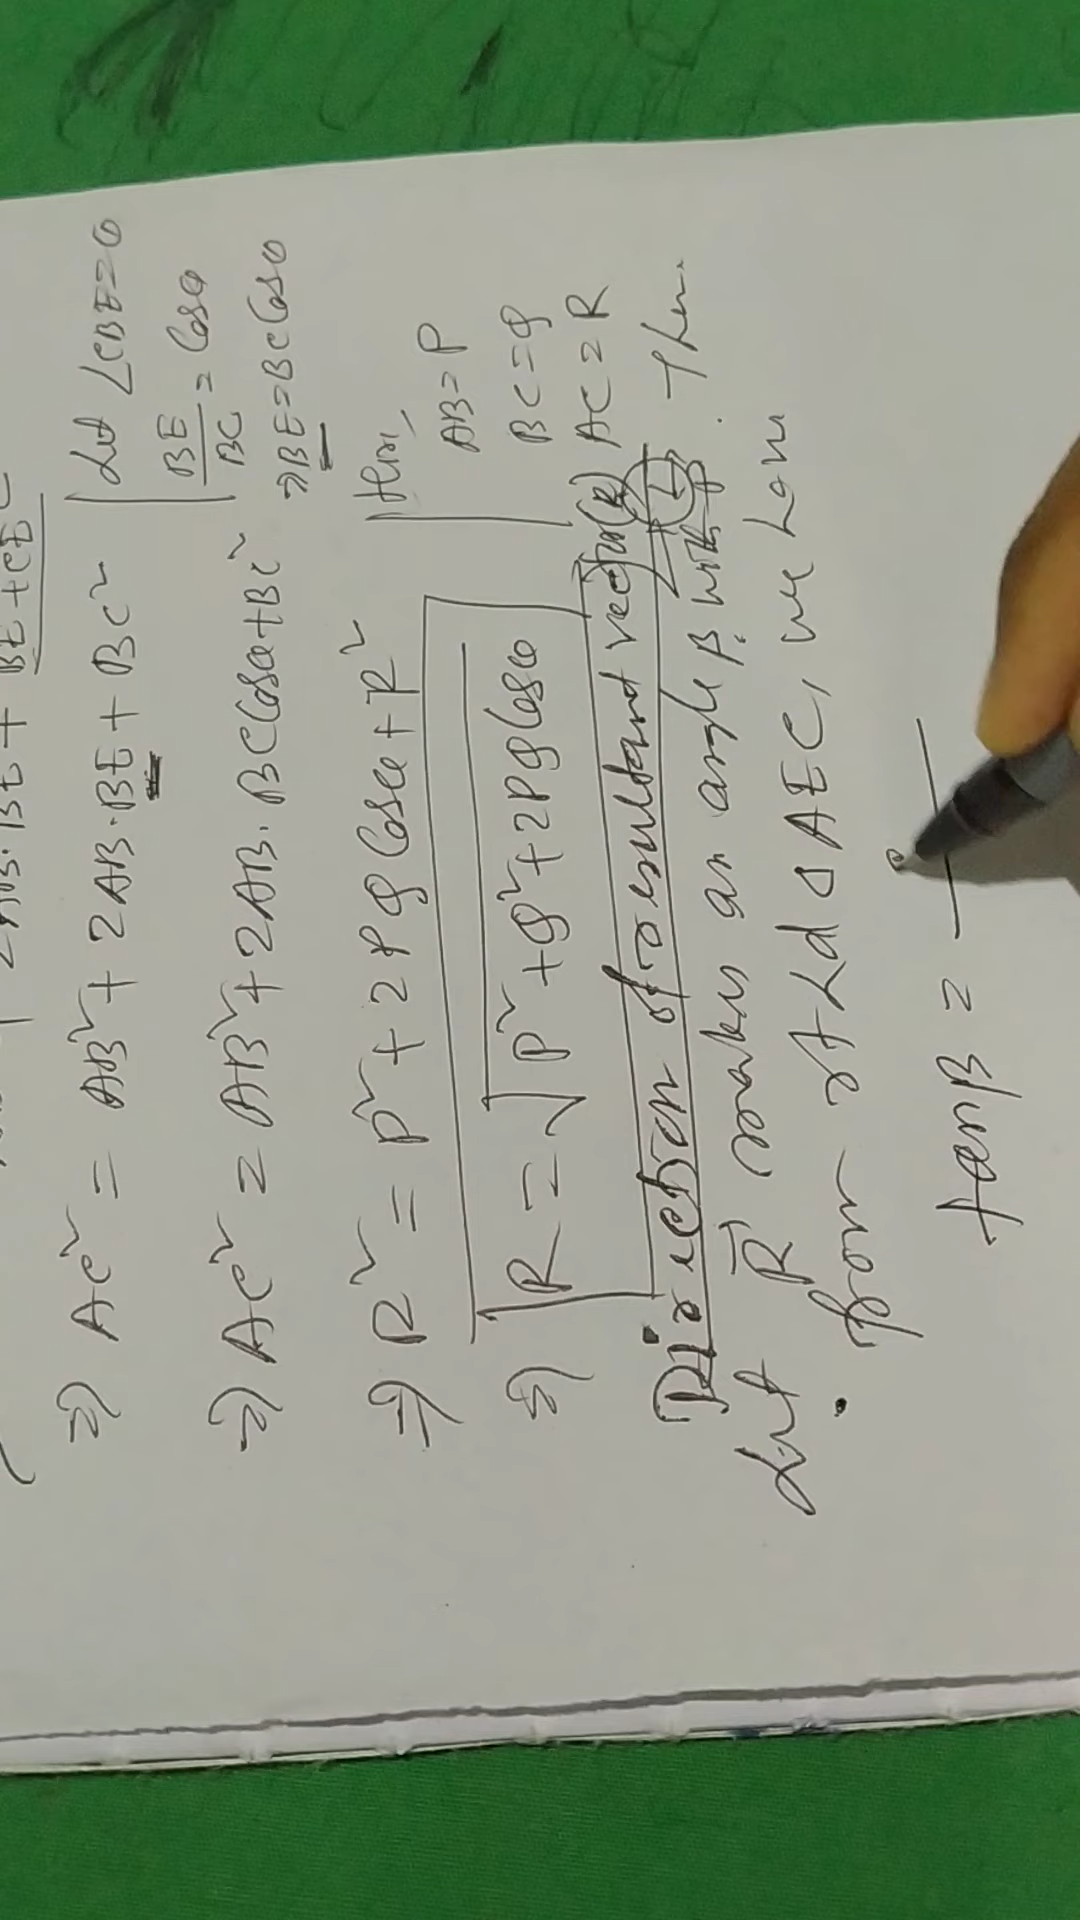 ⇒) AC² = AB² + 2AB·BE + BC²
Let ∠CBE = θ
BE/BC = Cosθ
⇒) AC² = AB² + 2AB·BC Cosθ + BC²
⇒ BE = BC Cosθ
Here,
AB = P
⇒) R² = P² + 2PQ Cosθ + P²
BC = Q
⇒) R = √P² + Q² + 2PQ Cosθ
AC = R
Direction of resultant vector (R)
Let R⃗ makes an angle β with P. Then
from rt ∠d Δ AEC, we have
tanβ =